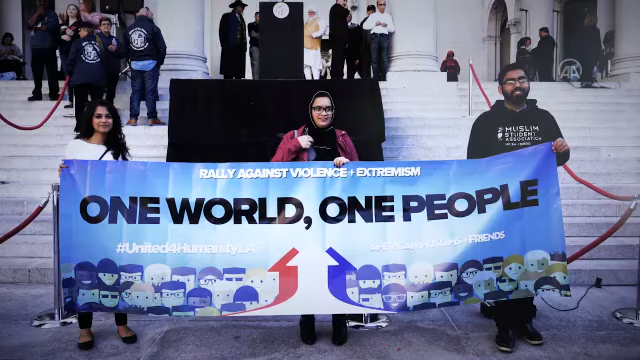 MUSLIM
STUDENT
ASSOCIATION
RALLY AGAINST VIOLENCE + EXTREMISM
ONE WORLD, ONE PEOPLE
#United4HumanityLA
AMERICAN MUSLIMS + FRIENDS